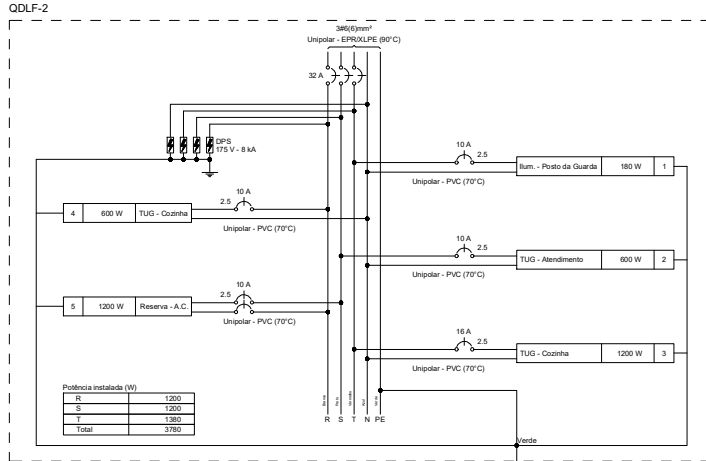 QDLF-2
3#6(6)mm²
Unipolar - EPR/XLPE (90°C)
32 A
DPS
175 V - 8 kA
10 A
2.5
Ilum. - Posto da Guarda 180 W 1
Unipolar - PVC (70°C)
10 A
2.5
4 600 W TUG - Cozinha
Unipolar - PVC (70°C)
10 A
2.5
TUG - Atendimento 600 W 2
Unipolar - PVC (70°C)
10 A
2.5
5 1200 W Reserva - A.C.
Unipolar - PVC (70°C)
16 A
2.5
TUG - Cozinha 1200 W 3
Unipolar - PVC (70°C)
Potência instalada (W)
R 1200
S 1200
T 1380
Total 3780
R S T N PE
Verde